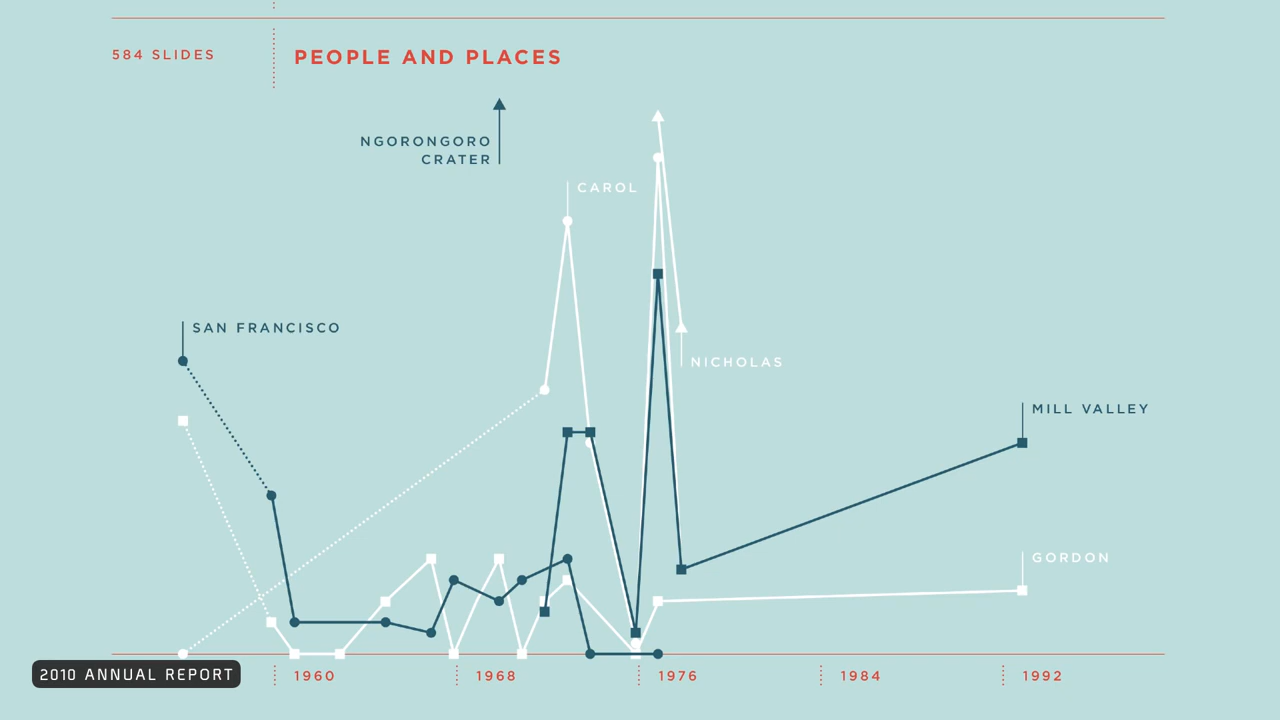 584 SLIDES
PEOPLE AND PLACES
NGORONGORO
CRATER
CAROL
SAN FRANCISCO
NICHOLAS
MILL VALLEY
GORDON
2010 ANNUAL REPORT
1960
1968
1976
1984
1992